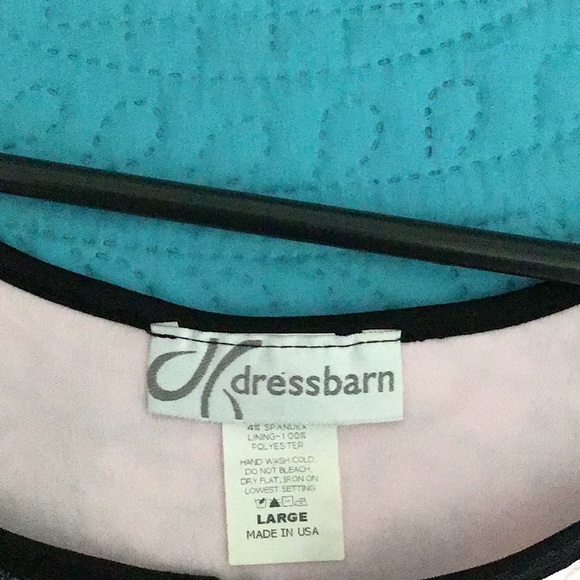 dressbarn
4% SPANDEX
LINING-100%
POLYESTER
HAND WASH COLD,
DO NOT BLEACH,
DRY FLAT, IRON ON
LOWEST SETTING
LARGE
MADE IN USA